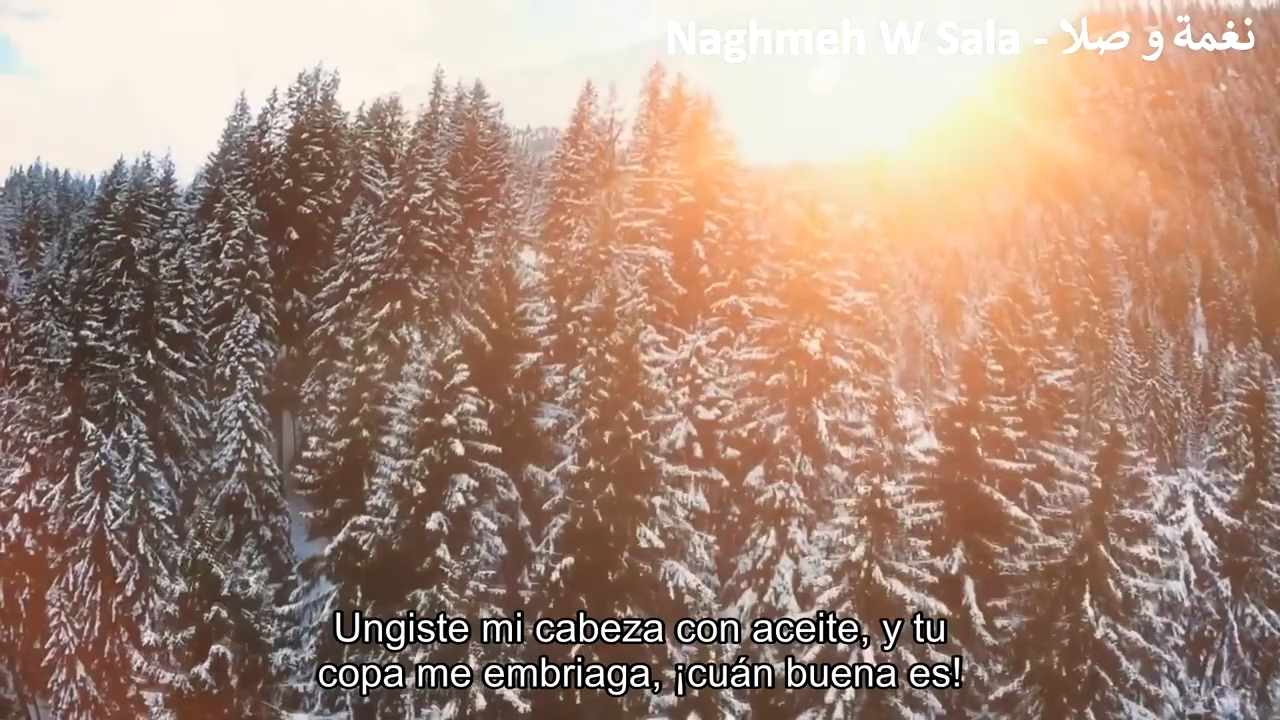 Naghmeh W Sala - نغمة و صلا
Ungiste mi cabeza con aceite, y tu
copa me embriaga, ¡cuán buena es!